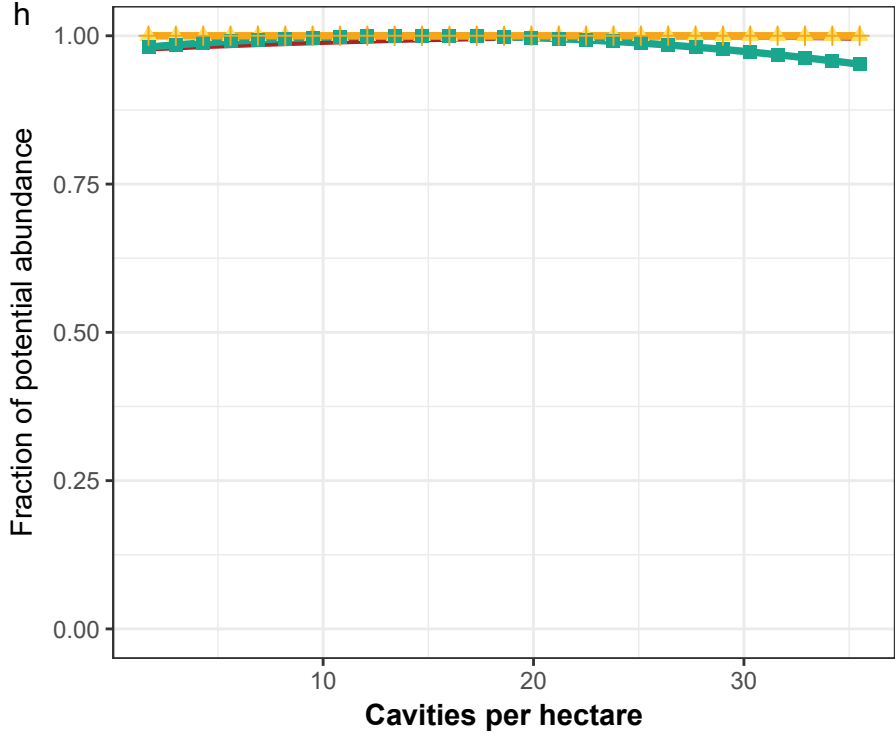 h
Fraction of potential abundance
1.00
0.75
0.50
0.25
0.00
10 20 30
Cavities per hectare